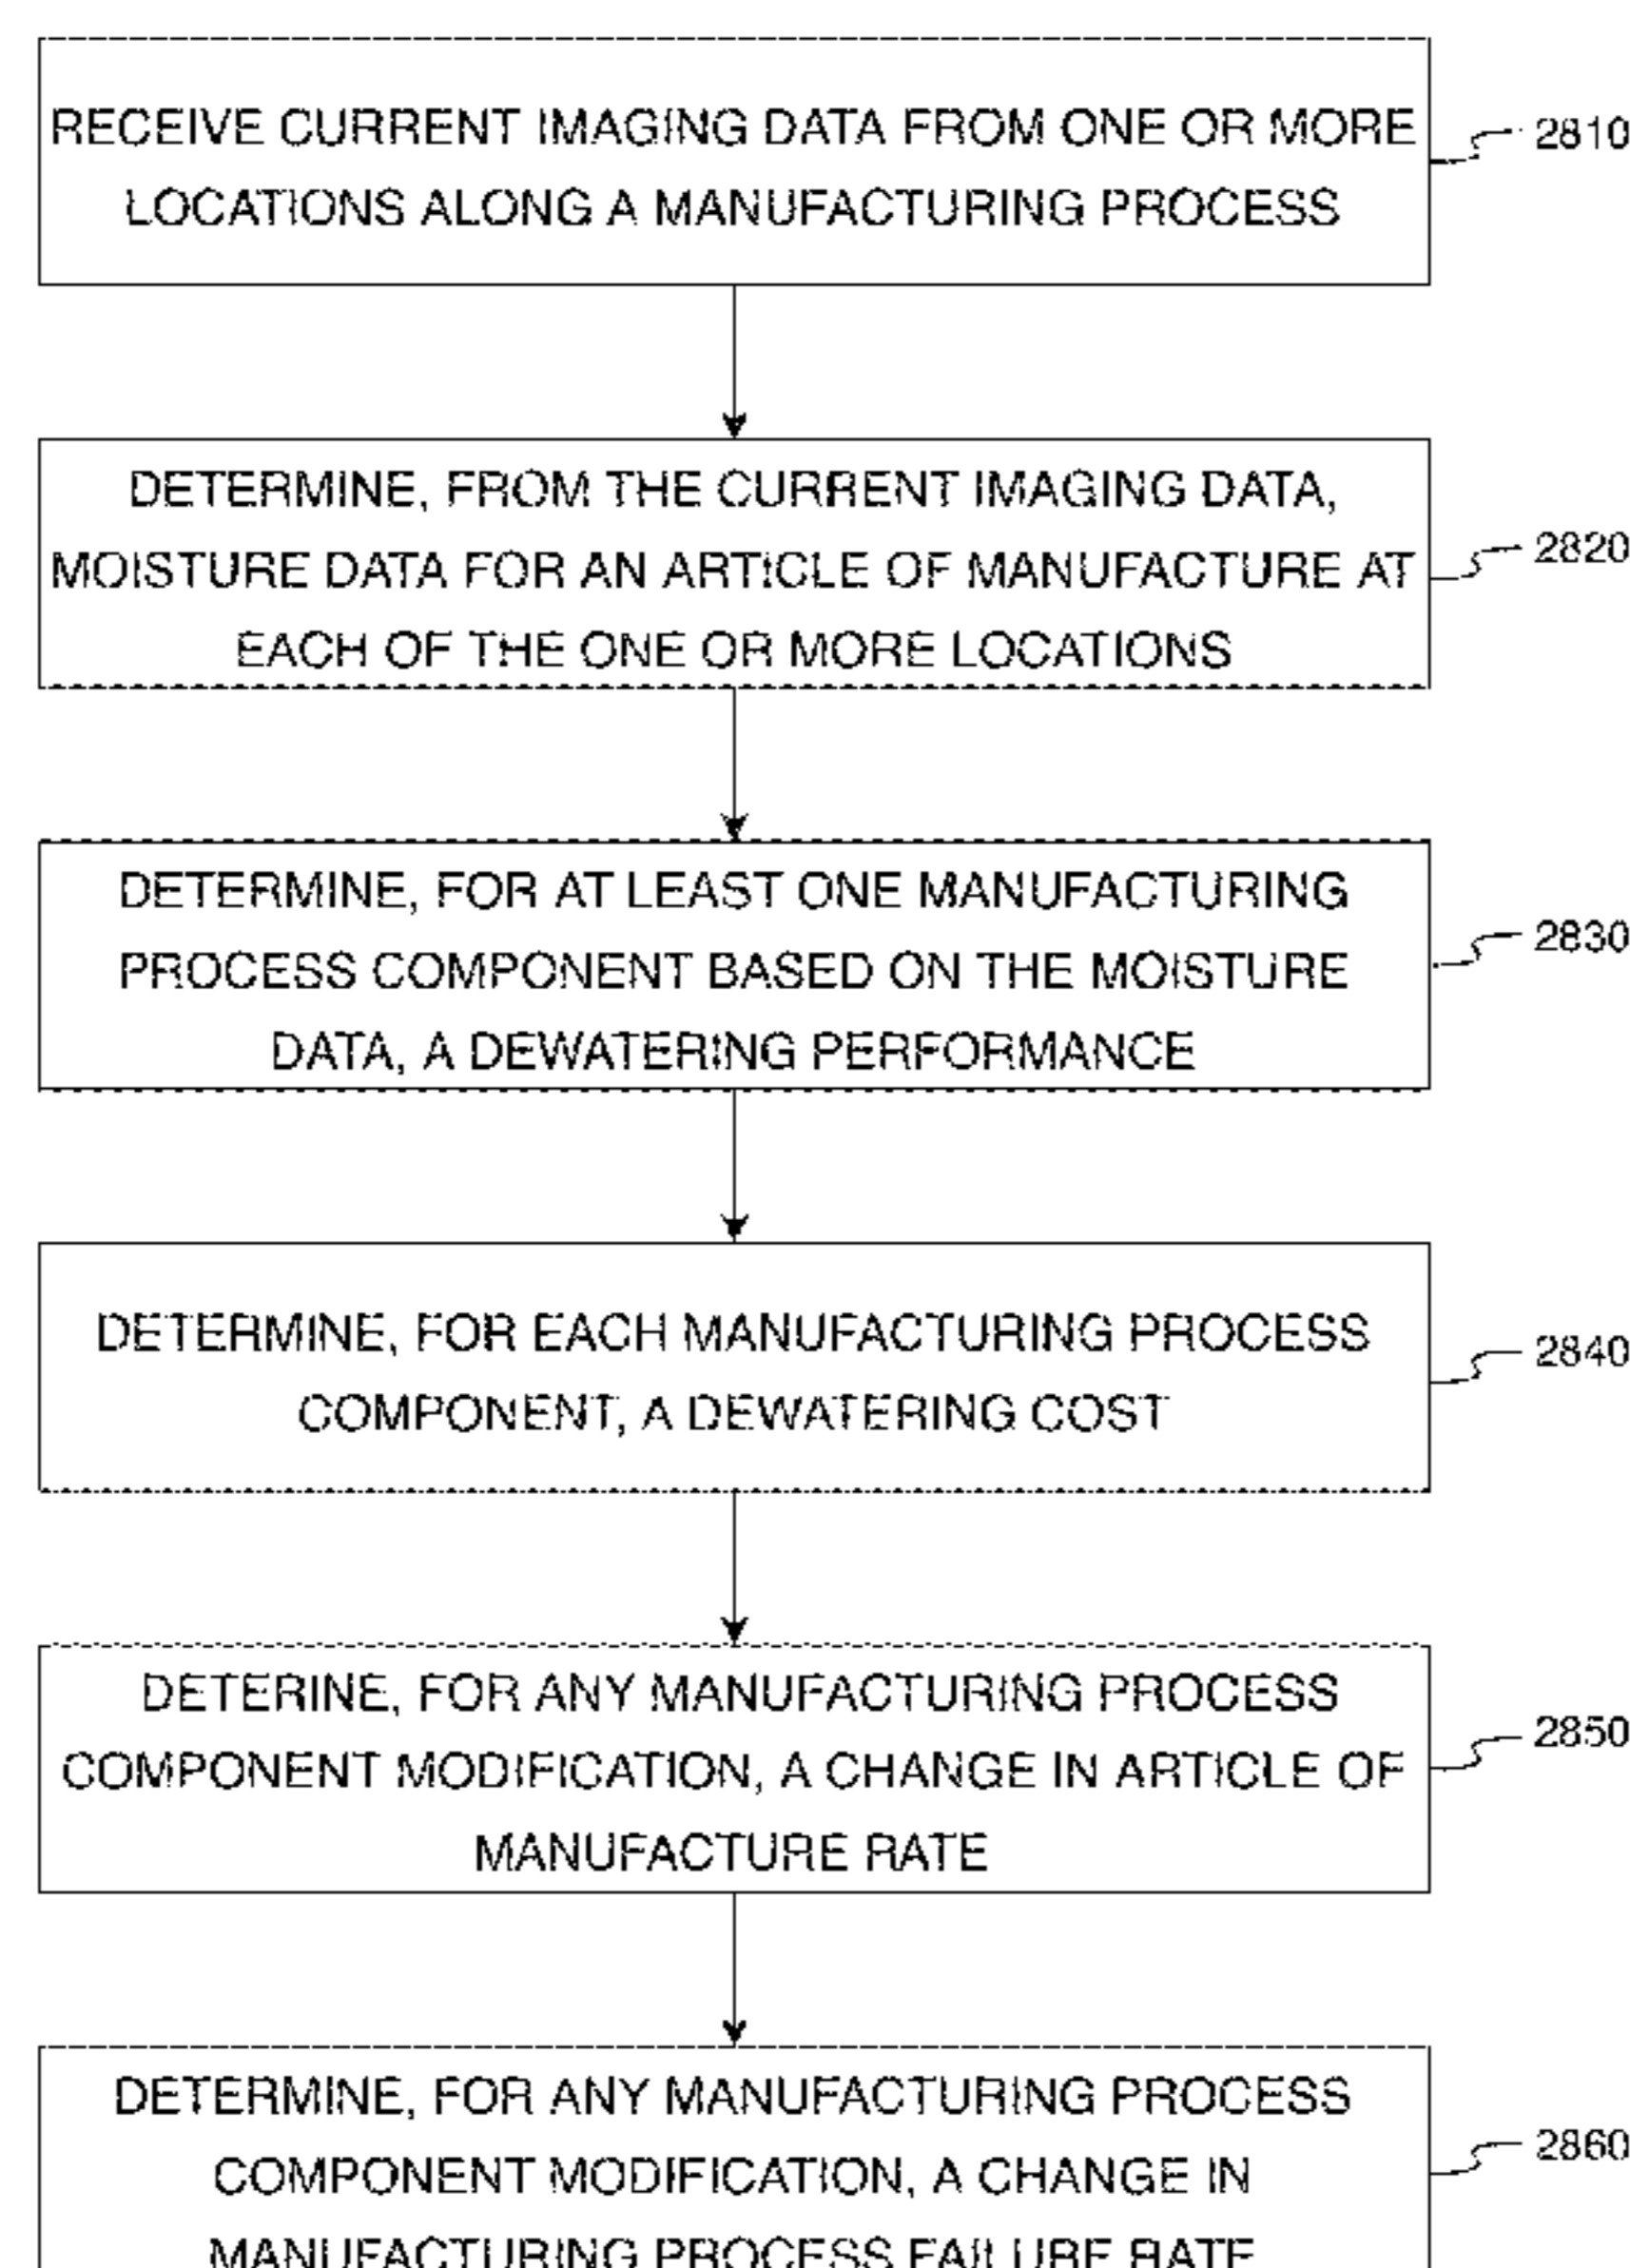 RECEIVE CURRENT IMAGING DATA FROM ONE OR MORE
LOCATIONS ALONG A MANUFACTURING PROCESS
2810
DETERMINE, FROM THE CURRENT IMAGING DATA,
MOISTURE DATA FOR AN ARTICLE OF MANUFACTURE AT
EACH OF THE ONE OR MORE LOCATIONS
2820
DETERMINE, FOR AT LEAST ONE MANUFACTURING
PROCESS COMPONENT BASED ON THE MOISTURE
DATA, A DEWATERING PERFORMANCE
2830
DETERMINE, FOR EACH MANUFACTURING PROCESS
COMPONENT, A DEWATERING COST
2840
DETERINE, FOR ANY MANUFACTURING PROCESS
COMPONENT MODIFICATION, A CHANGE IN ARTICLE OF
MANUFACTURE RATE
2850
DETERMINE, FOR ANY MANUFACTURING PROCESS
COMPONENT MODIFICATION, A CHANGE IN
MANUFACTURING PROCESS FAILURE RATE
2860